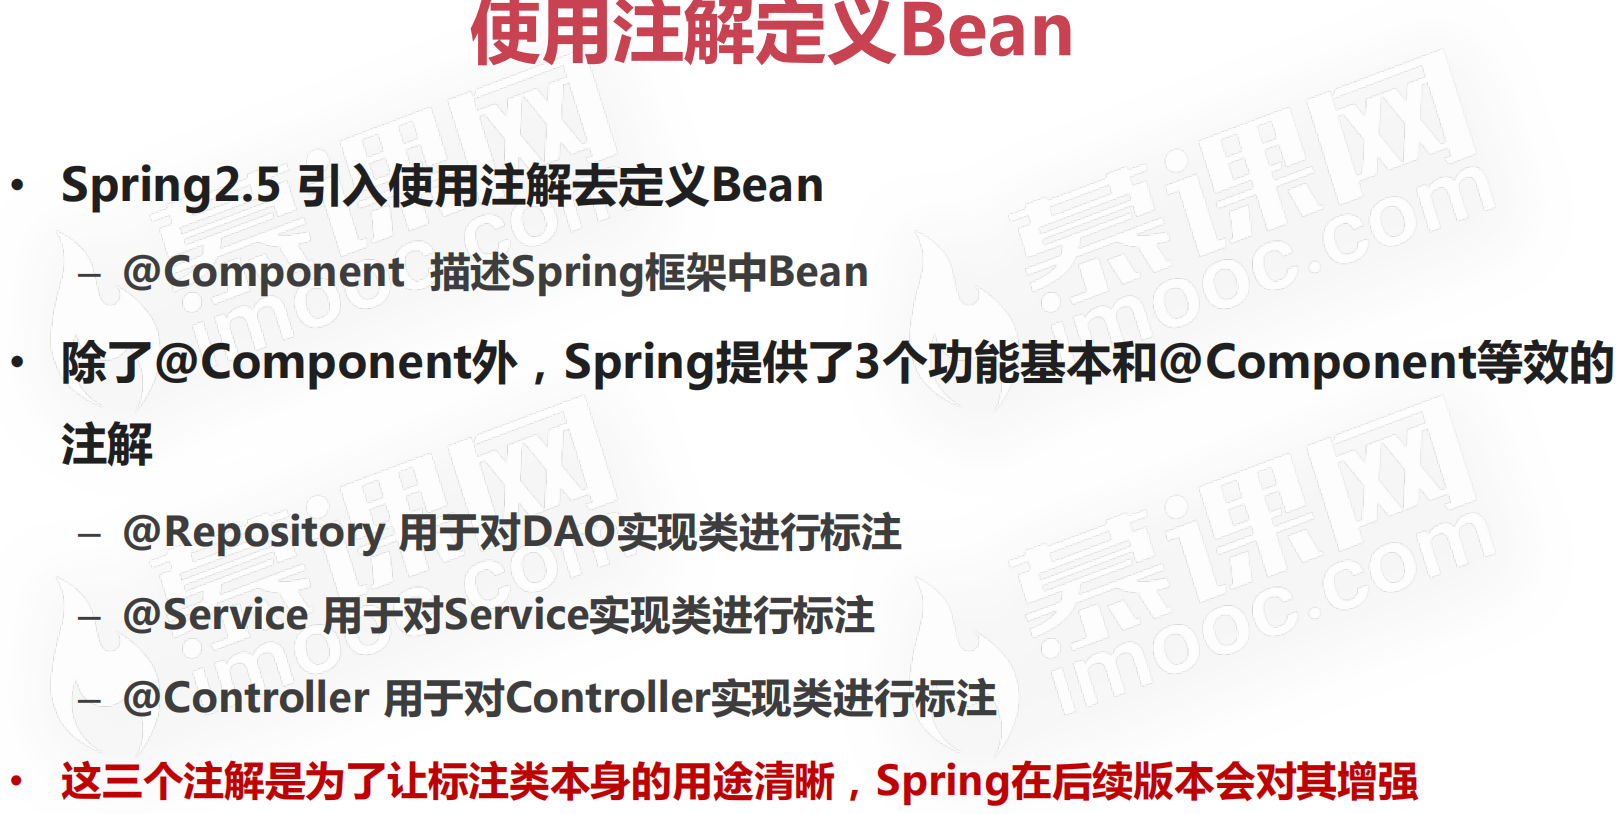 使用注解定义Bean
• Spring2.5 引入使用注解去定义Bean
– @Component 描述Spring框架中Bean
• 除了@Component外，Spring提供了3个功能基本和@Component等效的
注解
– @Repository 用于对DAO实现类进行标注
– @Service 用于对Service实现类进行标注
– @Controller 用于对Controller实现类进行标注
• 这三个注解是为了让标注类本身的用途清晰，Spring在后续版本会对其增强
慕课网
imooc.com
慕课网
imooc.com
慕课网
imooc.com
慕课网
imooc.com